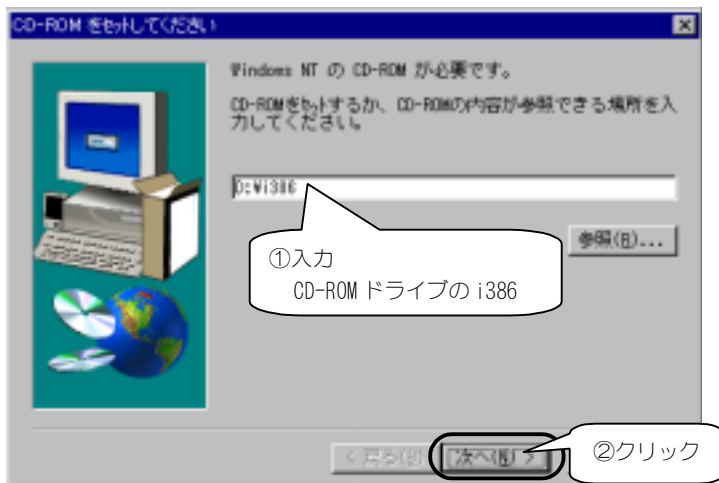 CD-ROM をセットしてください
Windows NT の CD-ROM が必要です。
CD-ROMをセットするか、CD-ROMの内容が参照できる場所を入
力してください。
D:¥i386
参照(R)...
①入力
CD-ROM ドライブの i386
< 戻る(B)
次へ(N) >
②クリック